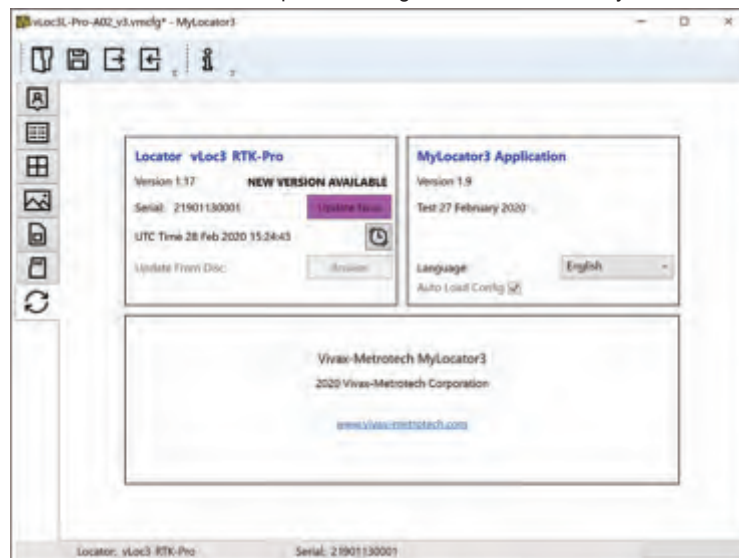 vLoc3L-Pro-A02_v3.vmcfg* - MyLocator3
Locator vLoc3 RTK-Pro
Version 1.17 NEW VERSION AVAILABLE
Serial: 21901130001 Update Now
UTC Time 28 Feb 2020 15:24:43
Update From Disc: Browse
MyLocator3 Application
Version 1.9
Test 27 February 2020
Language English
Auto Load Config
Vivax-Metrotech MyLocator3
2020 Vivax-Metrotech Corporation
www.vivax-metrotech.com
Locator: vLoc3 RTK-Pro Serial: 21901130001